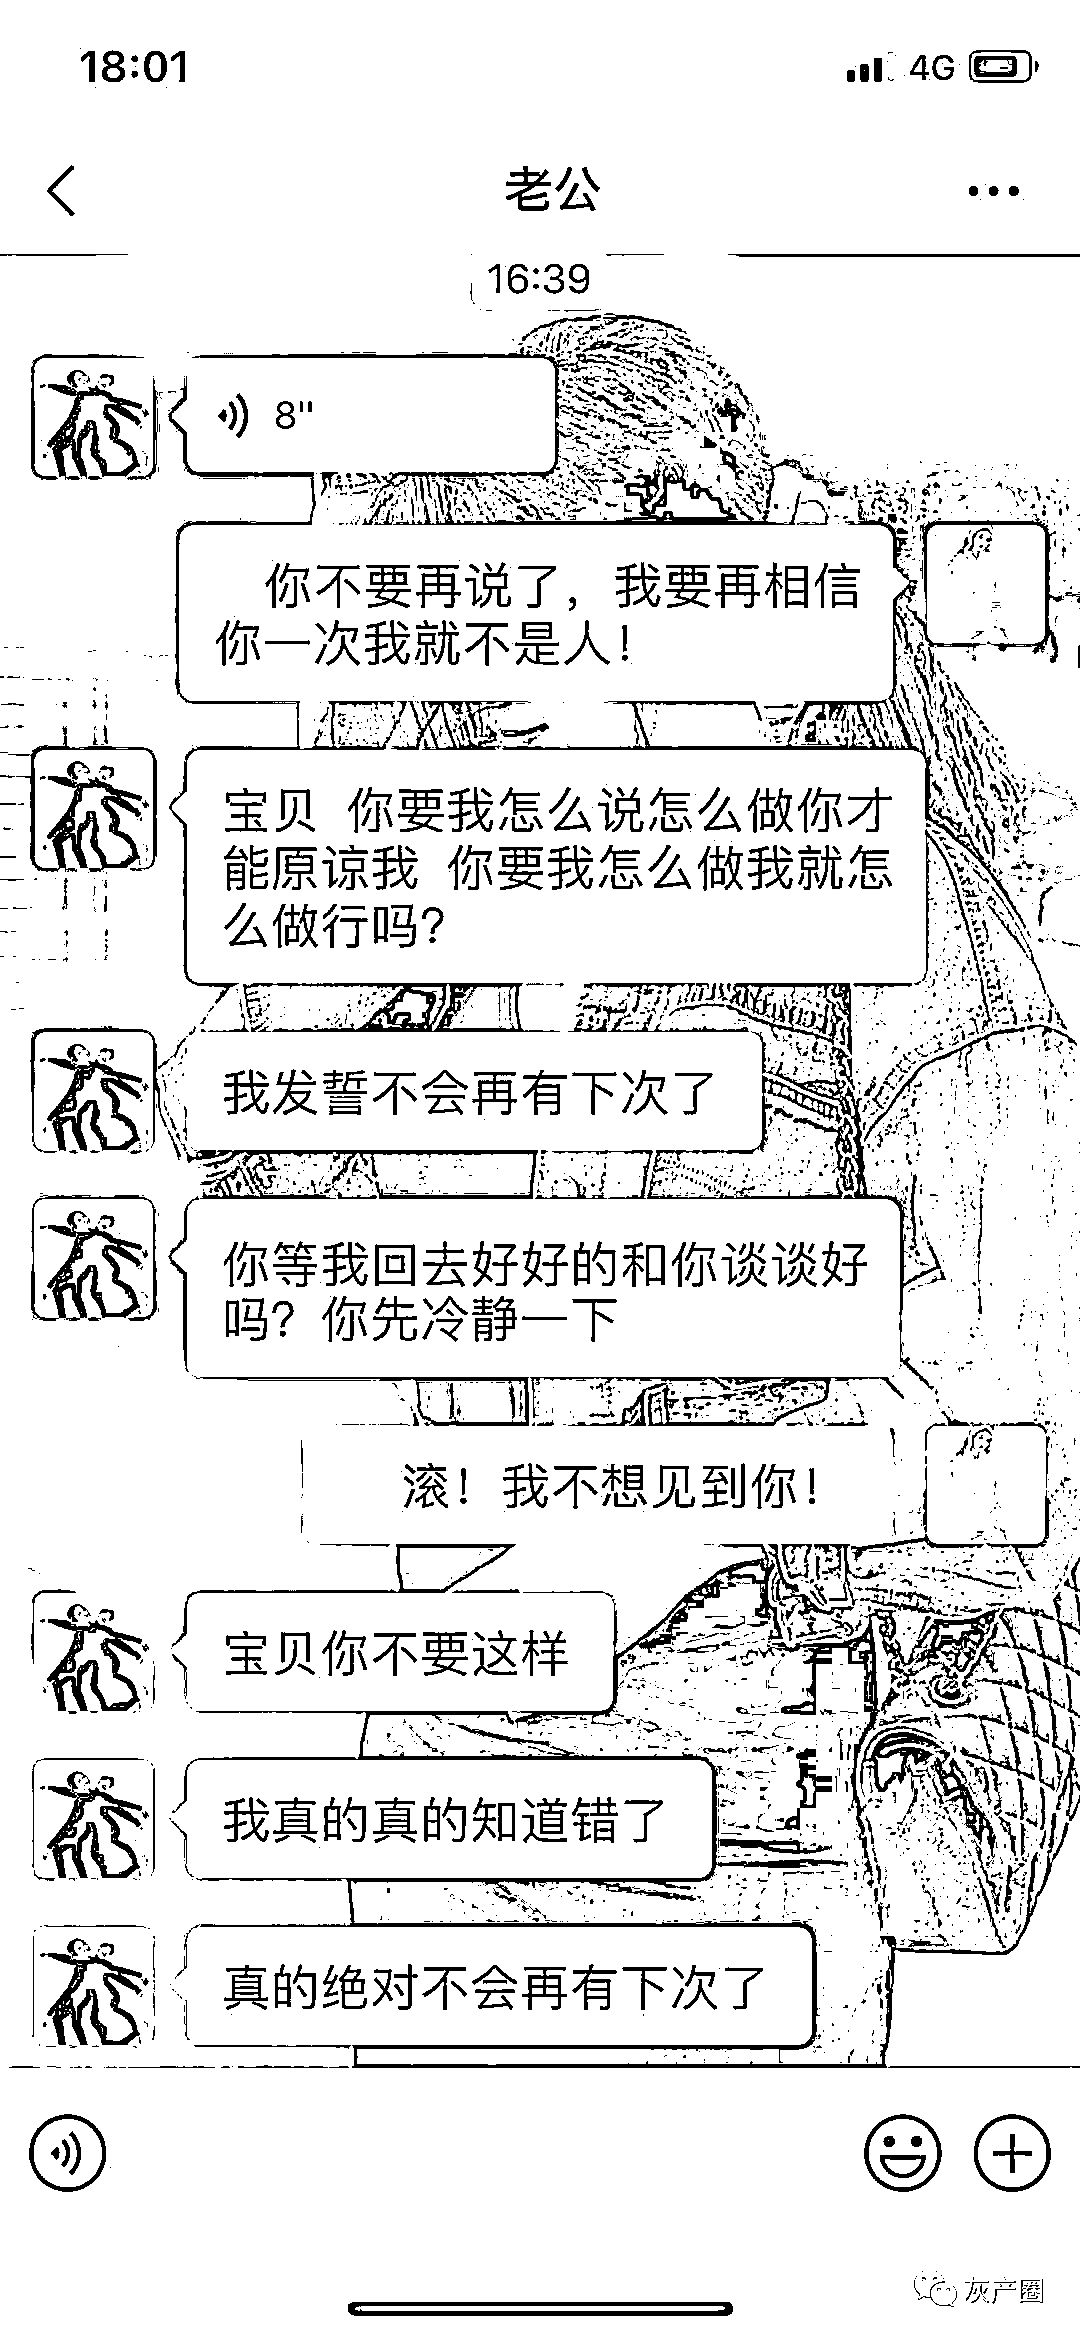 18:01
4G
老公
16:39
8"
你不要再说了，我要再相信
你一次我就不是人！
宝贝  你要我怎么说怎么做你才
能原谅我  你要我怎么做我就怎
么做行吗？
我发誓不会再有下次了
你等我回去好好的和你谈谈好
吗？你先冷静一下
滚！我不想见到你！
宝贝你不要这样
我真的真的知道错了
真的绝对不会再有下次了
灰产圈